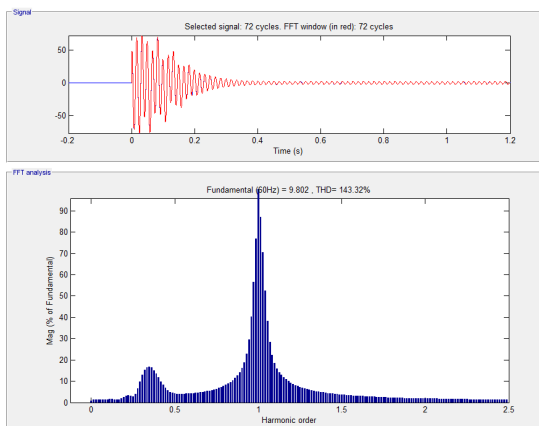 Signal
Selected signal: 72 cycles. FFT window (in red): 72 cycles
50
0
-50
-0.2 0 0.2 0.4 0.6 0.8 1 1.2
Time (s)
FFT analysis
Fundamental (60Hz) = 9.802 , THD= 143.32%
90
80
70
60
50
40
30
20
10
0
Mag (% of Fundamental)
0 0.5 1 1.5 2 2.5
Harmonic order